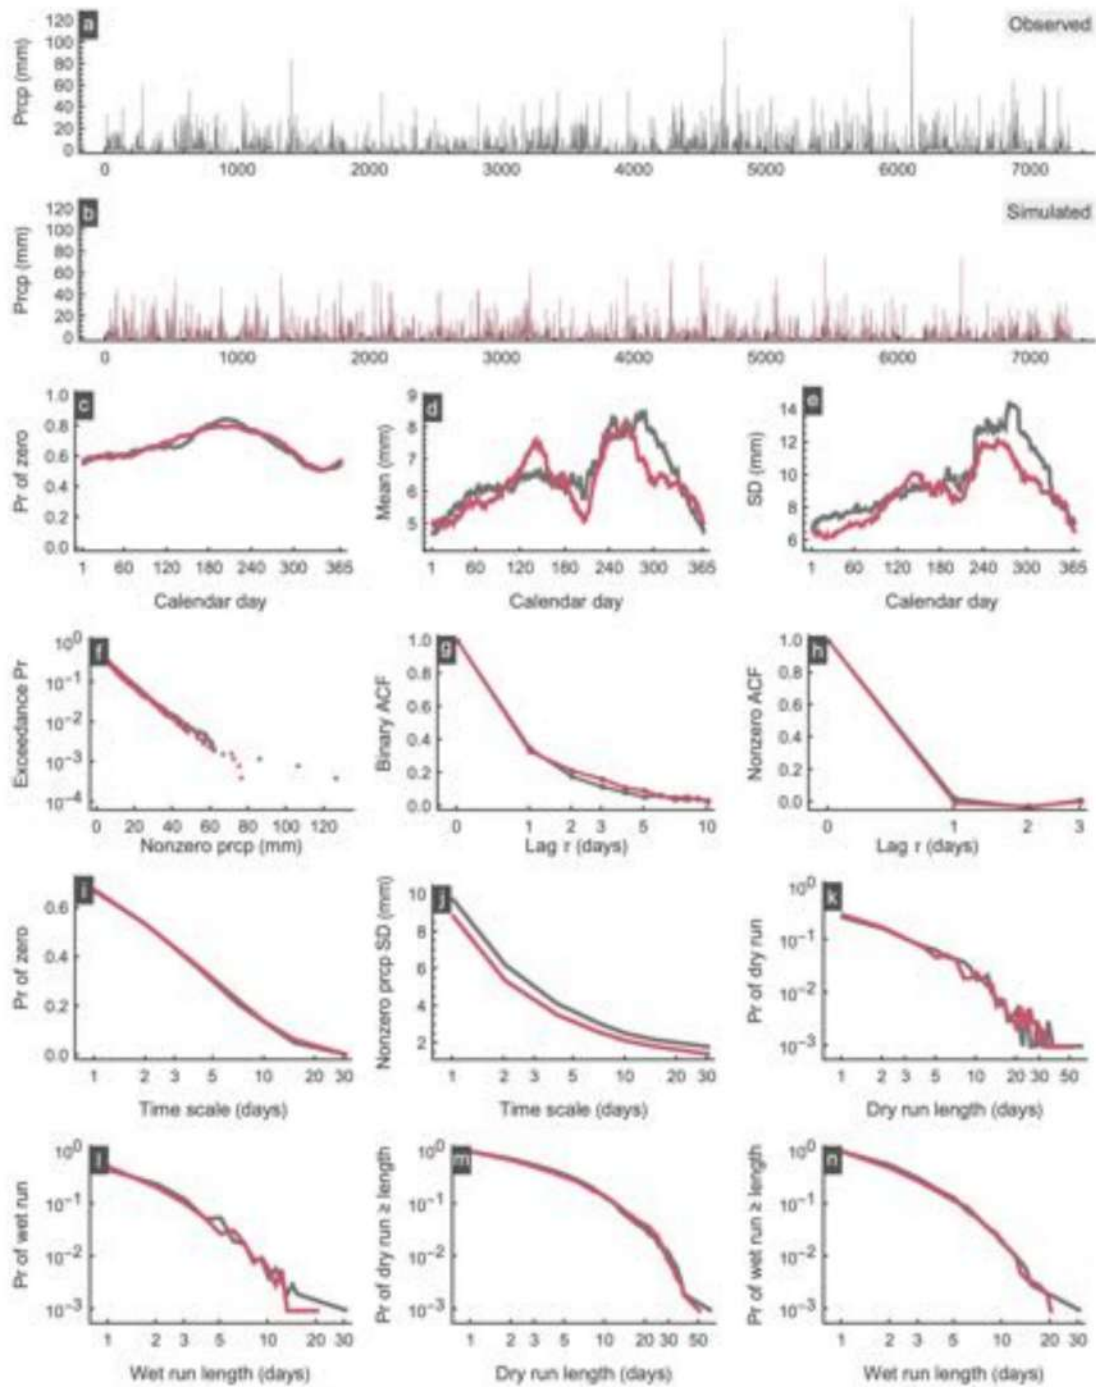 a
Observed
Prcp (mm)
120
100
80
60
40
20
0
0 1000 2000 3000 4000 5000 6000 7000
b
Simulated
Prcp (mm)
120
100
80
60
40
20
0
0 1000 2000 3000 4000 5000 6000 7000
c
Pr of zero
1.0
0.8
0.6
0.4
0.2
0.0
1 60 120 180 240 300 365
Calendar day
d
Mean (mm)
9
8
7
6
5
1 60 120 180 240 300 365
Calendar day
e
SD (mm)
14
12
10
8
6
1 60 120 180 240 300 365
Calendar day
f
Exceedance Pr
10⁰
10⁻¹
10⁻²
10⁻³
10⁻⁴
0 20 40 60 80 100 120
Nonzero prcp (mm)
g
Binary ACF
1.0
0.8
0.6
0.4
0.2
0.0
0 1 2 3 5 10
Lag τ (days)
h
Nonzero ACF
1.0
0.8
0.6
0.4
0.2
0.0
0 1 2 3
Lag τ (days)
i
Pr of zero
0.6
0.4
0.2
0.0
1 2 3 5 10 20 30
Time scale (days)
j
Nonzero prcp SD (mm)
10
8
6
4
2
1 2 3 5 10 20 30
Time scale (days)
k
Pr of dry run
10⁰
10⁻¹
10⁻²
10⁻³
1 2 3 5 10 20 30 50
Dry run length (days)
l
Pr of wet run
10⁰
10⁻¹
10⁻²
10⁻³
1 2 3 5 10 20 30
Wet run length (days)
m
Pr of dry run ≥ length
10⁰
10⁻¹
10⁻²
10⁻³
1 2 3 5 10 20 30 50
Dry run length (days)
n
Pr of wet run ≥ length
10⁰
10⁻¹
10⁻²
10⁻³
1 2 3 5 10 20 30
Wet run length (days)